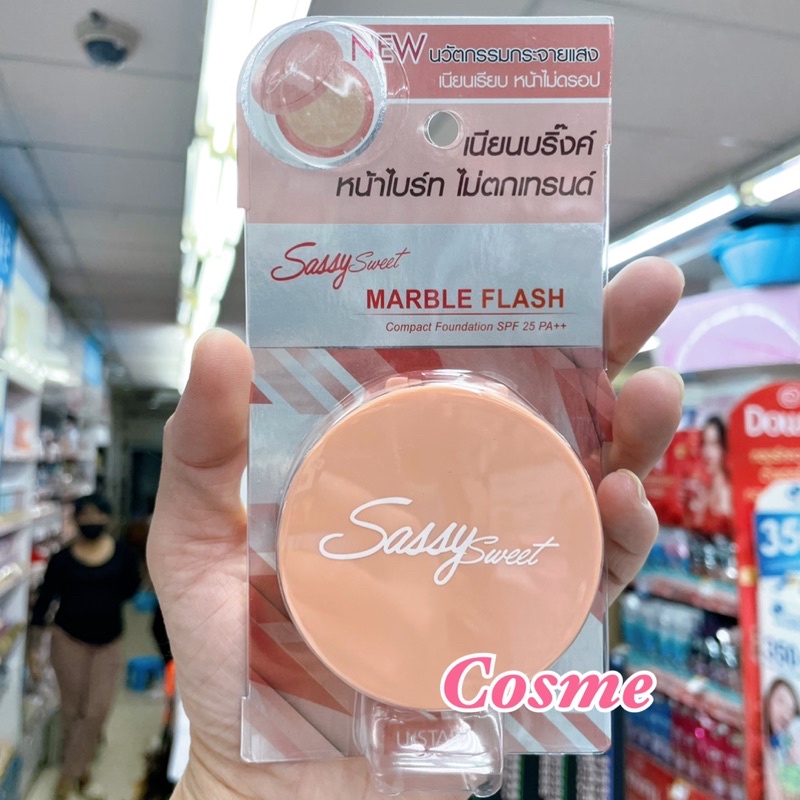 NEW นวัตกรรมกระจายแสง
เนียนเรียบ หน้าไม่ดรอป
เนียนบริ๊งค์
หน้าไบร์ท ไม่ตกเทรนด์
Sassy Sweet
MARBLE FLASH
Compact Foundation SPF 25 PA++
Sassy Sweet
Cosme
35